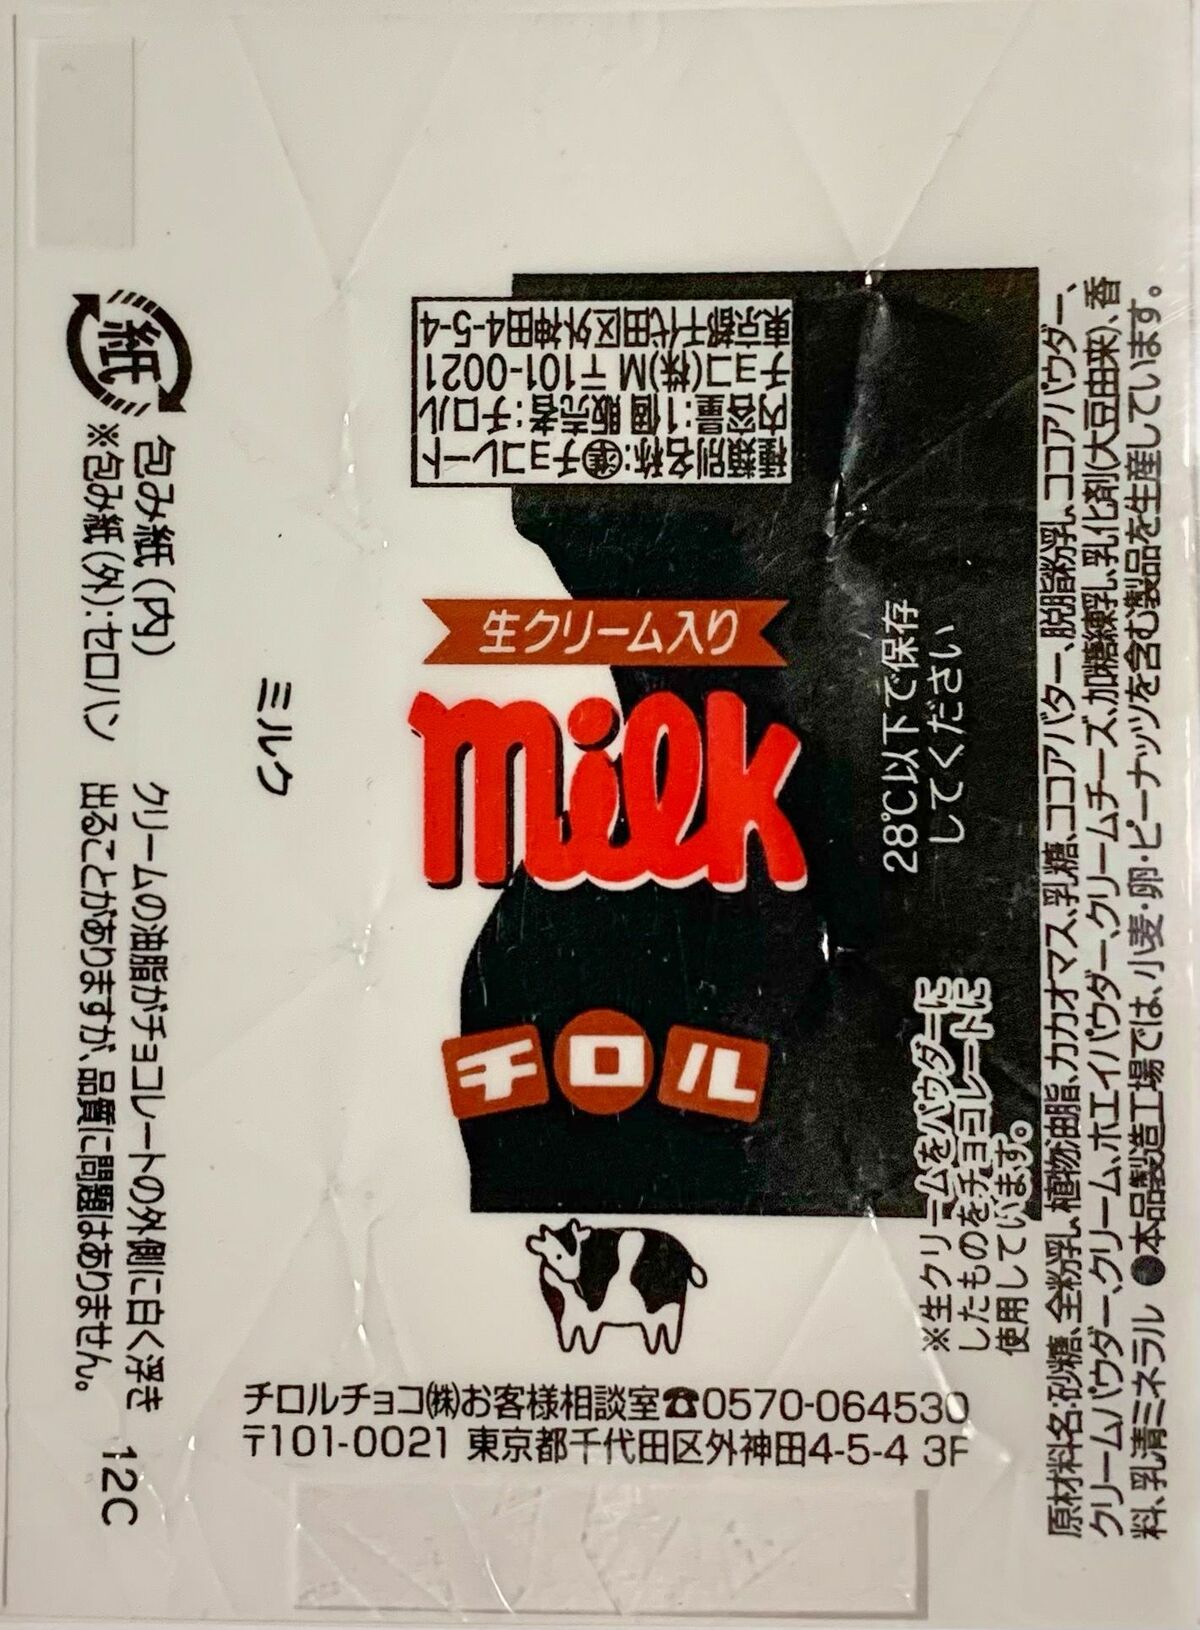 種類別名称:㊜チョコレート
内容量:1個 販売者:チロル
チョコ(株)M 〒101-0021
東京都千代田区外神田4-5-4
生クリーム入り
milk
チロル
28℃以下で保存
してください
※生クリームをパウダーに
したものをチョコレートに
使用しています。
原材料名:砂糖、全粉乳、植物油脂、カカオマス、乳糖、ココアバター、脱脂粉乳、ココアパウダー、
クリームパウダー、クリーム、ホエイパウダー、クリームチーズ、加糖練乳、乳化剤(大豆由来)、香
料、乳清ミネラル ●本品製造工場では、小麦・卵・ピーナッツを含む製品を生産しています。
ミルク
紙
包み紙(内)
※包み紙(外):セロハン
クリームの油脂がチョコレートの外側に白く浮き
出ることがありますが、品質に問題はありません。
12C
チロルチョコ㈱お客様相談室☎0570-064530
〒101-0021 東京都千代田区外神田4-5-4 3F